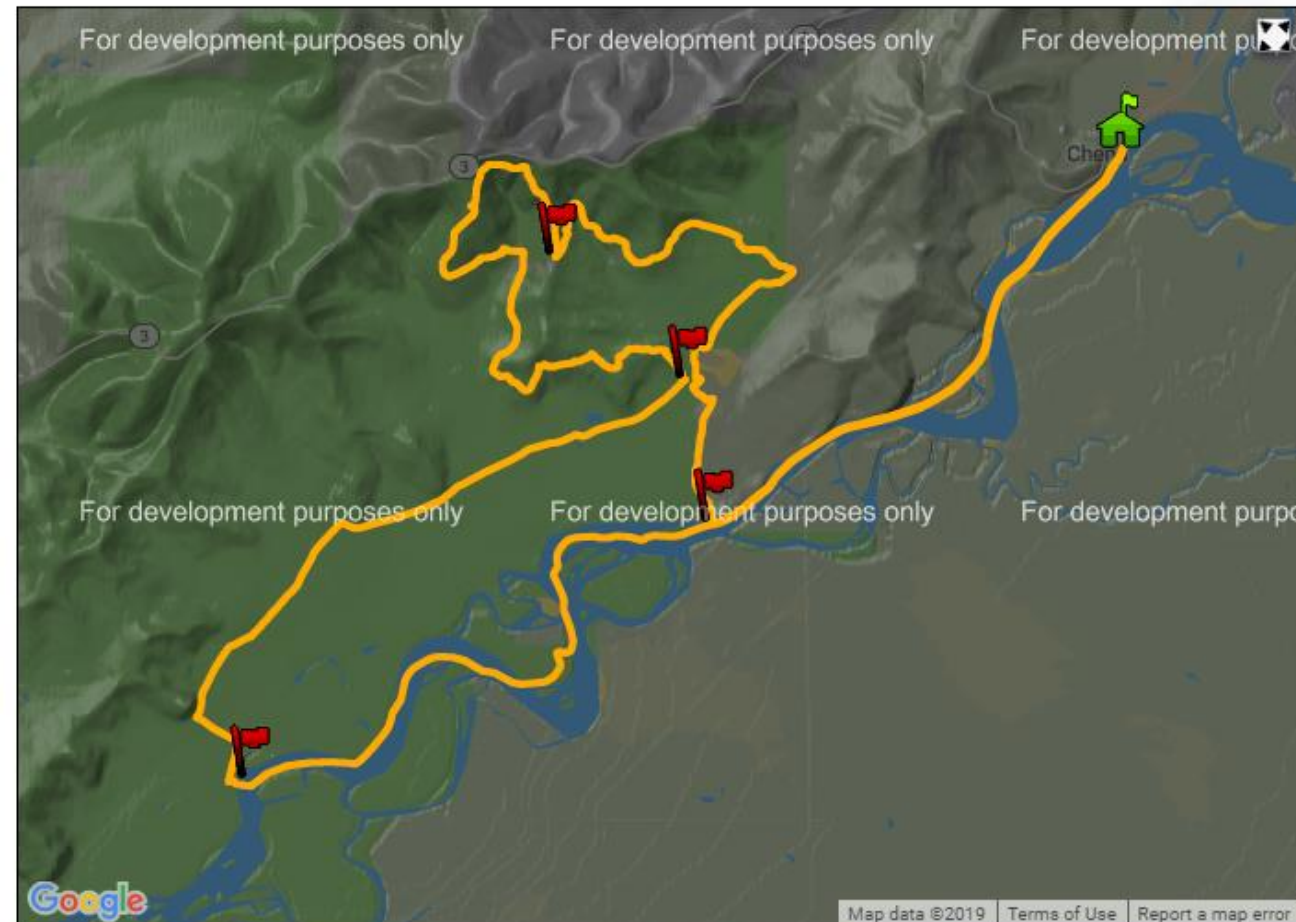 For development purposes only
For development purposes only
For development pu
3
Chen
3
For development purposes only
For development purposes only
For development purpo
Google
Map data ©2019
Terms of Use
Report a map error